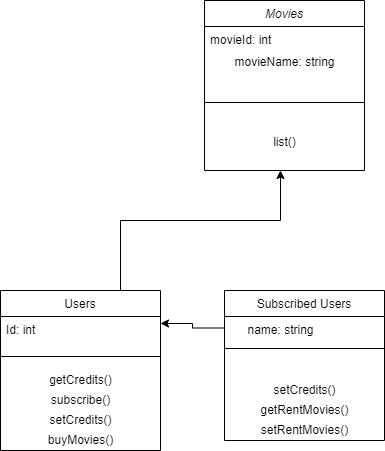 Movies
movieId: int
movieName: string
list()
Users
Id: int
getCredits()
subscribe()
setCredits()
buyMovies()
Subscribed Users
name: string
setCredits()
getRentMovies()
setRentMovies()